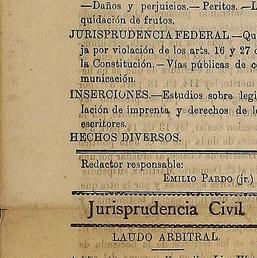 —Daños y perjuicios.— Peritos. —L
quidación de frutos.
JURISPRUDENCIA FEDERAL.—Qu
ja por violación de los arts. 16 y 27 d
la Constitución.— Vías públicas de c
municación.
INSERCIONES.—Estudios sobre legi
lación de imprenta y derechos de l
escritores.
HECHOS DIVERSOS.
Redactor responsable:
EMILIO PARDO (jr.)
Jurisprudencia Civil.
LAUDO ARBITRAL.